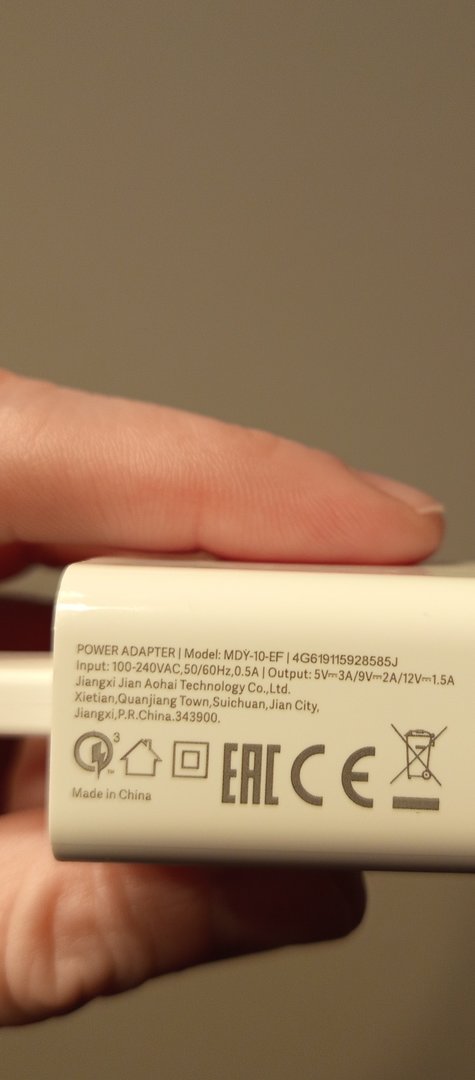 POWER ADAPTER | Model: MDY-10-EF | 4G619115928585J
Input: 100-240VAC,50/60Hz,0.5A | Output: 5V⎓3A/9V⎓2A/12V⎓1.5A
Jiangxi Jian Aohai Technology Co.,Ltd.
Xietian,Quanjiang Town,Suichuan,Jian City,
Jiangxi,P.R.China.343900.
3 TM EAC CE
Made in China